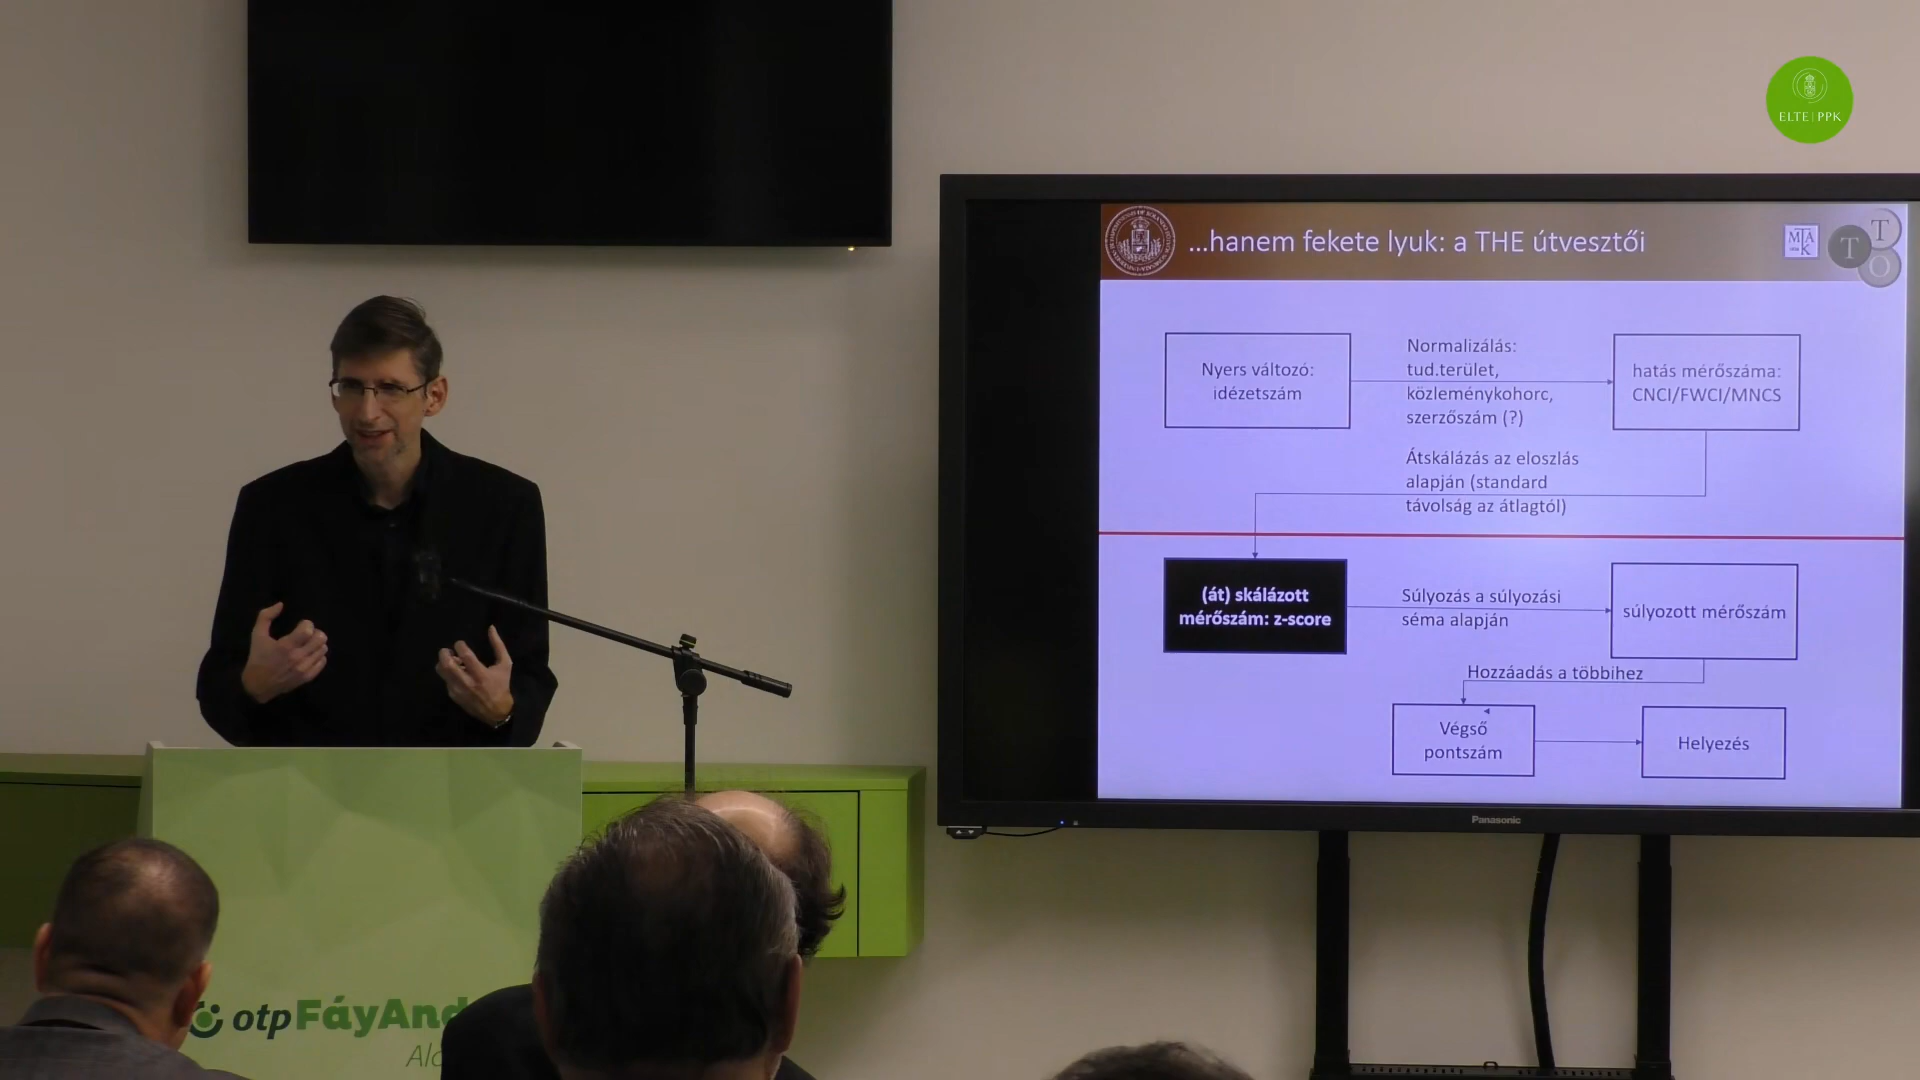 ELTE | PPK
...hanem fekete lyuk: a THE útvesztői
M T A
K
T
T
O
Nyers változó:
idézetszám
Normalizálás:
tud.terület,
közleménykohorc,
szerzőszám (?)
hatás mérőszáma:
CNCI/FWCI/MNCS
Átskálázás az eloszlás
alapján (standard
távolság az átlagtól)
(át) skálázott
mérőszám: z-score
Súlyozás a súlyozási
séma alapján
súlyozott mérőszám
Hozzáadás a többihez
Végső
pontszám
Helyezés
Panasonic
otp FáyAnd
Al